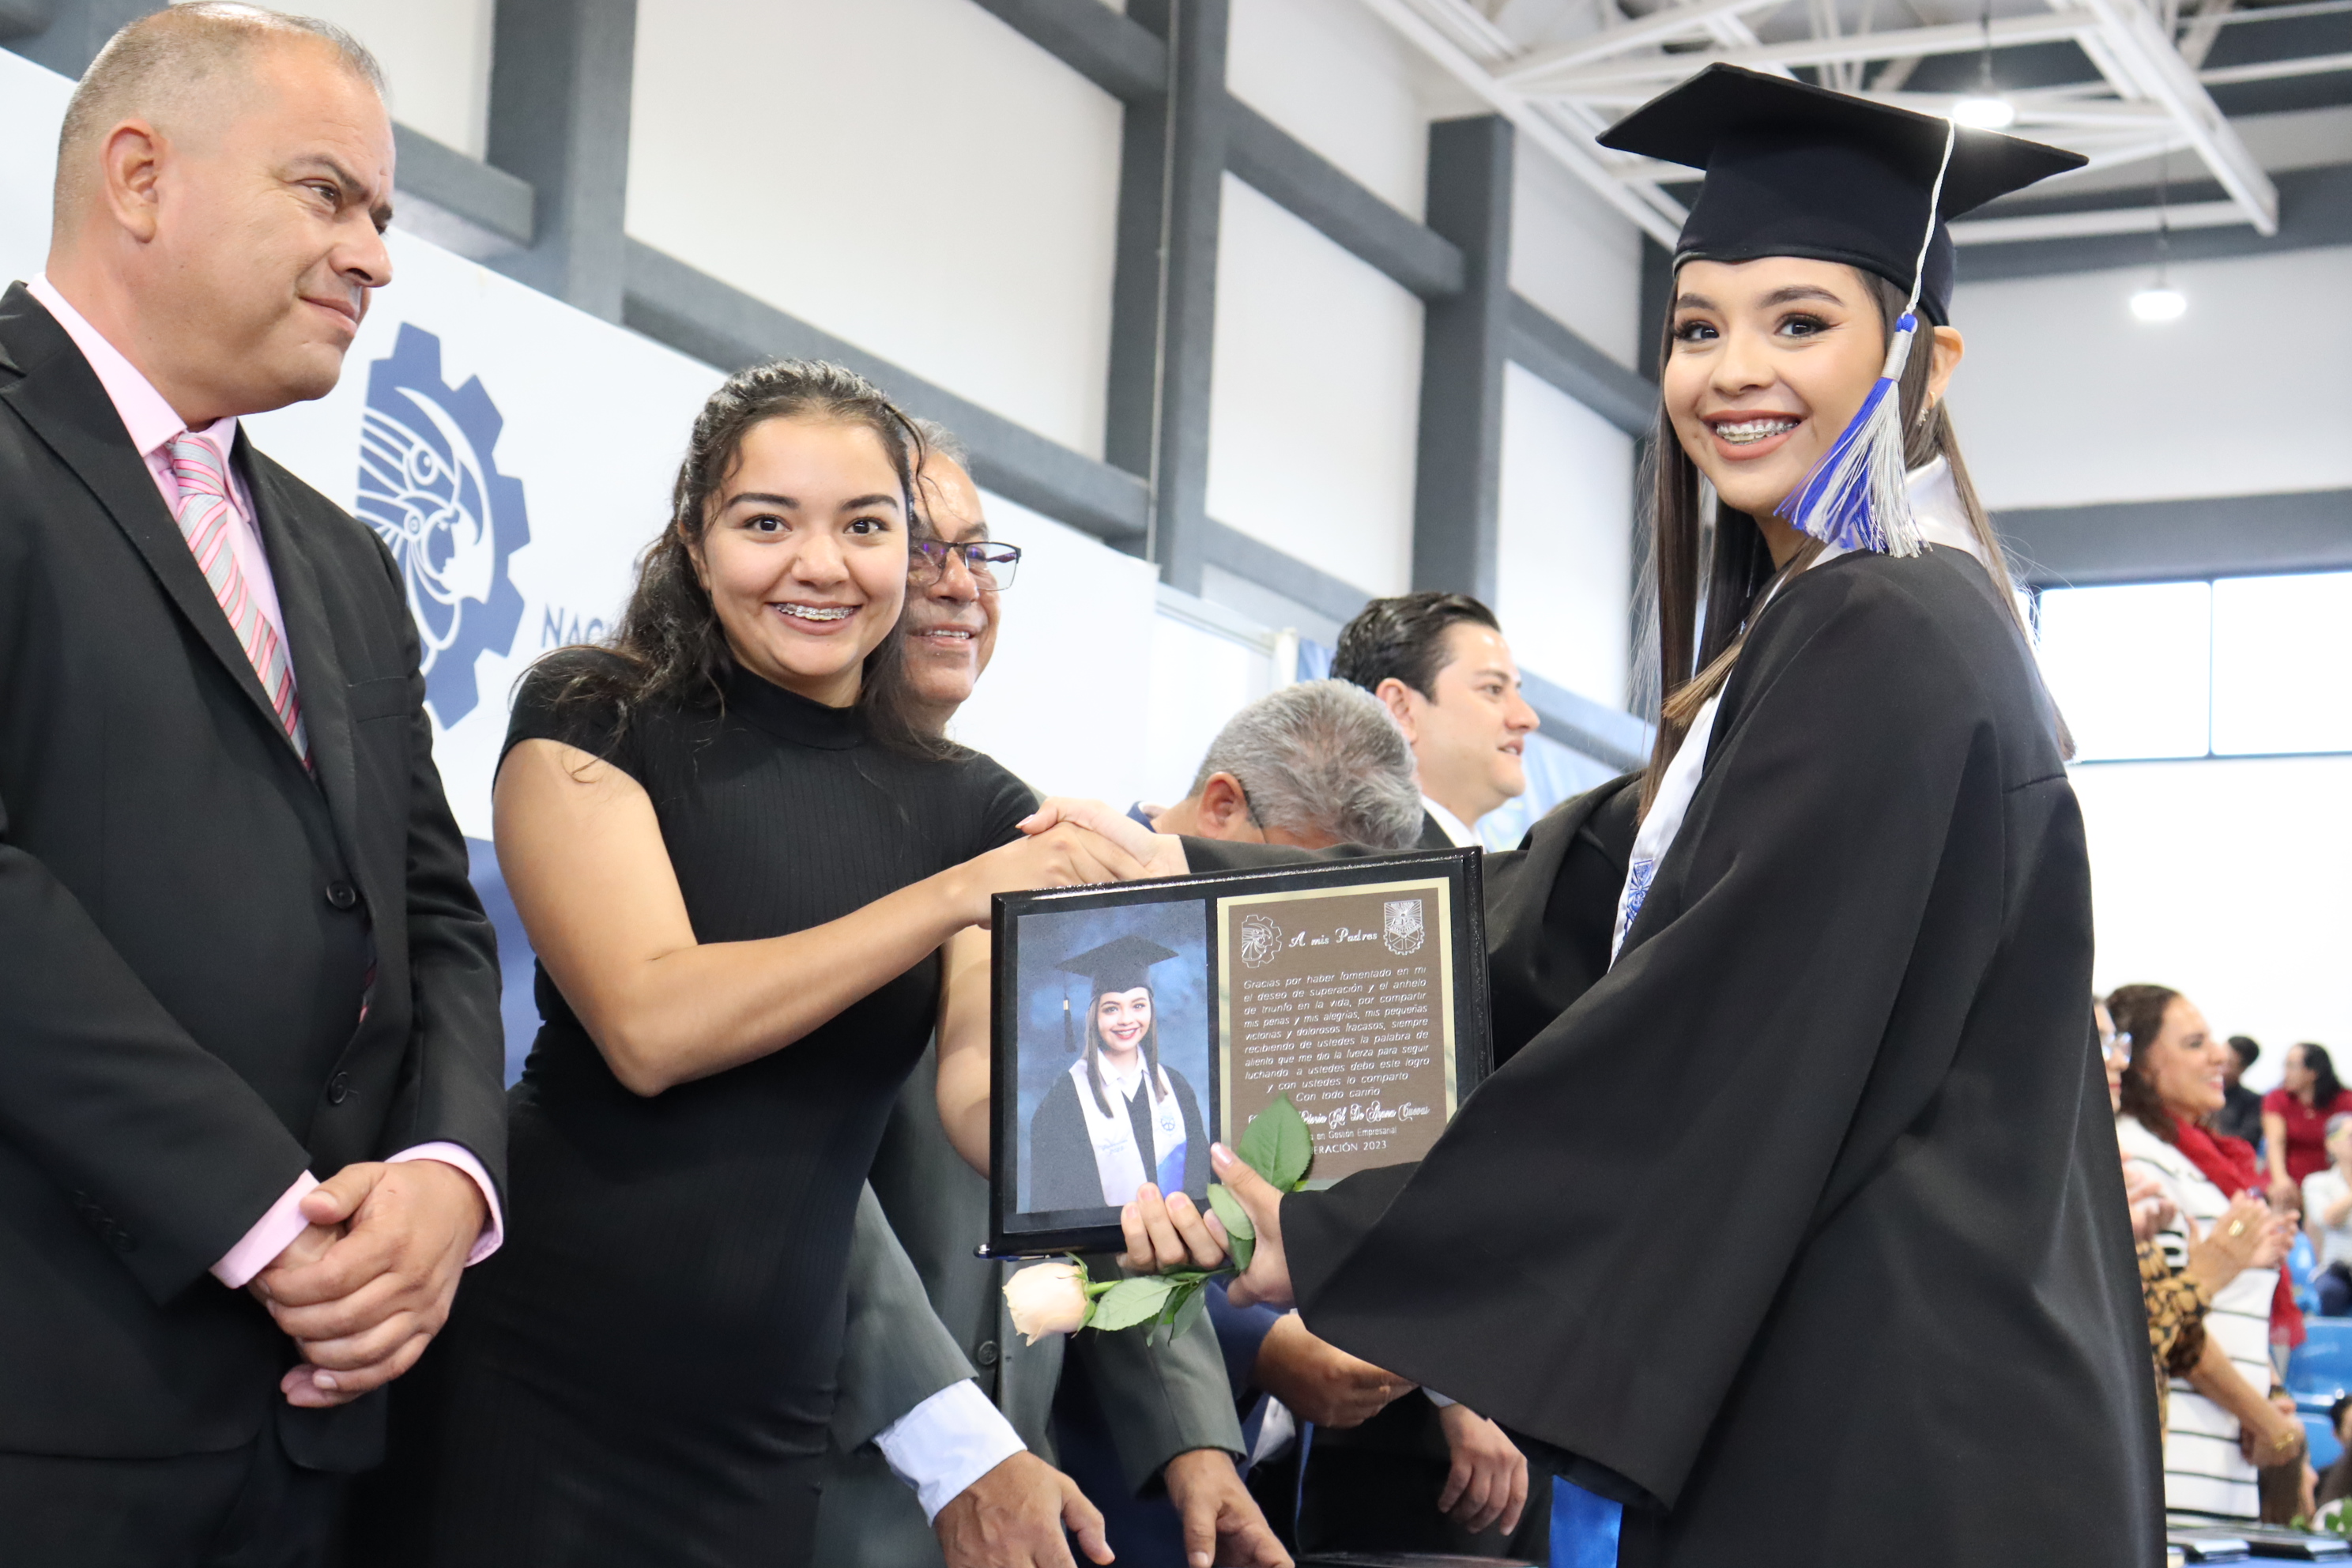 NAC
A mis Padres
Gracias por haber fomentado en mi
el deseo de superación y el anhelo
de triunfo en la vida, por compartir
mis penas y mis alegrías, mis pequeñas
victorias y dolorosos fracasos, siempre
recibiendo de ustedes la palabra de
aliento que me dio la fuerza para seguir
luchando a ustedes debo este logro
y con ustedes lo comparto
Con todo cariño
en Gestión Empresarial
ERACIÓN 2023